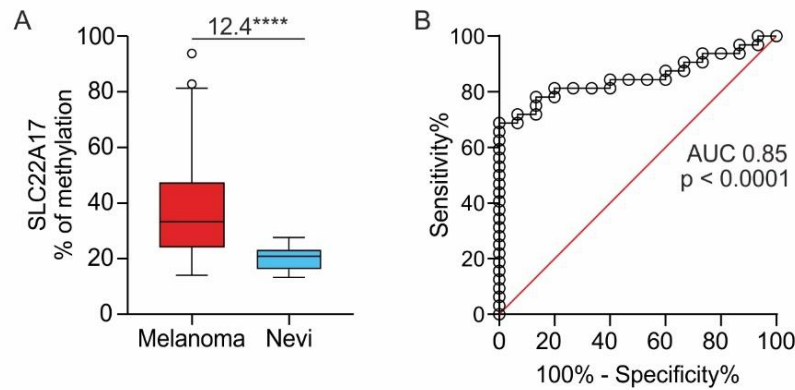 A
12.4****
SLC22A17
% of methylation
100
80
60
40
20
0
Melanoma Nevi
B
Sensitivity%
100
80
60
40
20
0
AUC 0.85
p < 0.0001
0 20 40 60 80 100
100% - Specificity%